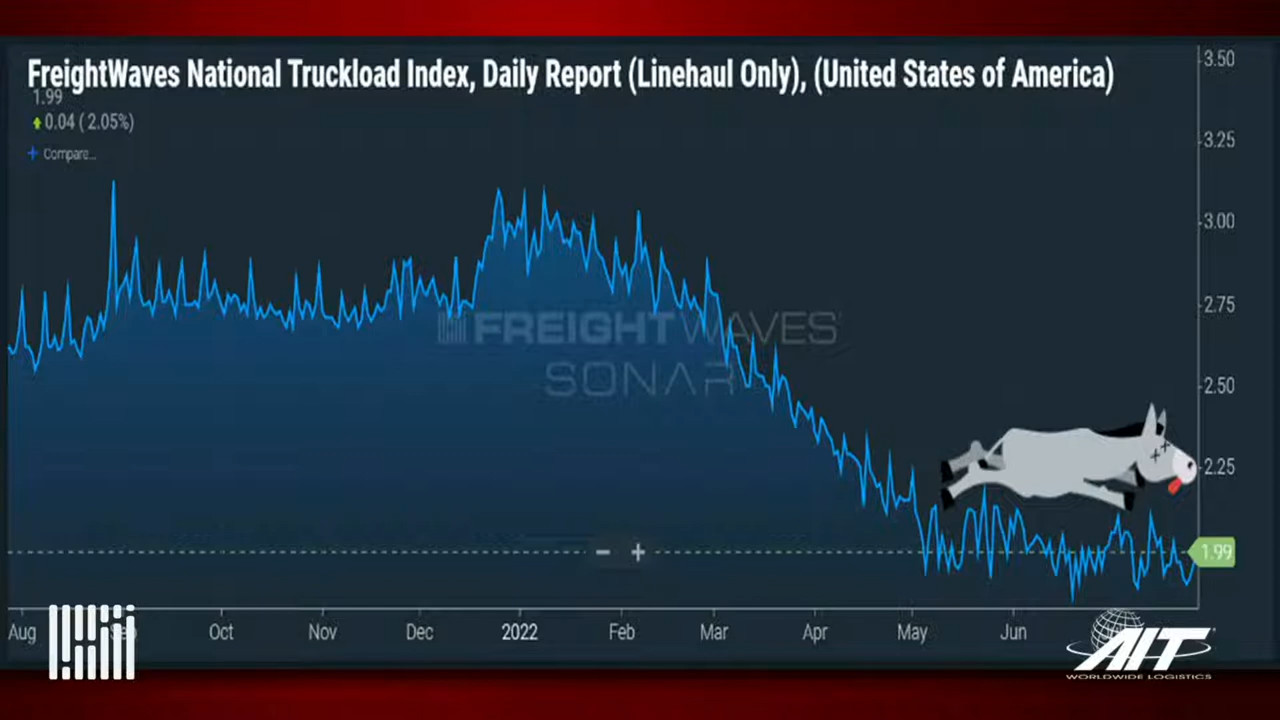 FreightWaves National Truckload Index, Daily Report (Linehaul Only), (United States of America)
1.99
0.04 (2.05%)
+ Compare...
3.50
3.25
3.00
2.75
2.50
2.25
1.99
FREIGHTWAVES
SONAR
− +
Aug Sep Oct Nov Dec 2022 Feb Mar Apr May Jun
AIT
WORLDWIDE LOGISTICS